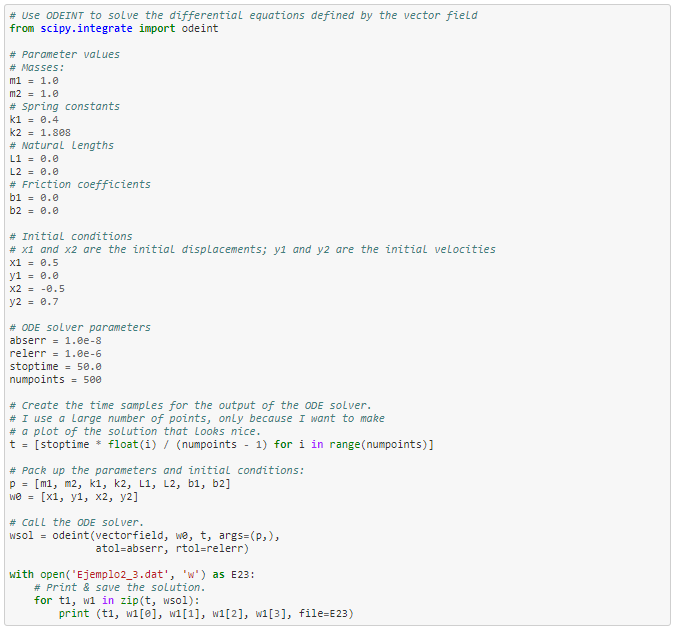 # Use ODEINT to solve the differential equations defined by the vector field
from scipy.integrate import odeint

# Parameter values
# Masses:
m1 = 1.0
m2 = 1.0
# Spring constants
k1 = 0.4
k2 = 1.808
# Natural lengths
L1 = 0.0
L2 = 0.0
# Friction coefficients
b1 = 0.0
b2 = 0.0

# Initial conditions
# x1 and x2 are the initial displacements; y1 and y2 are the initial velocities
x1 = 0.5
y1 = 0.0
x2 = -0.5
y2 = 0.7

# ODE solver parameters
abserr = 1.0e-8
relerr = 1.0e-6
stoptime = 50.0
numpoints = 500

# Create the time samples for the output of the ODE solver.
# I use a large number of points, only because I want to make
# a plot of the solution that looks nice.
t = [stoptime * float(i) / (numpoints - 1) for i in range(numpoints)]

# Pack up the parameters and initial conditions:
p = [m1, m2, k1, k2, L1, L2, b1, b2]
w0 = [x1, y1, x2, y2]

# Call the ODE solver.
wsol = odeint(vectorfield, w0, t, args=(p,),
              atol=abserr, rtol=relerr)

with open('Ejemplo2_3.dat', 'w') as E23:
    # Print & save the solution.
    for t1, w1 in zip(t, wsol):
        print (t1, w1[0], w1[1], w1[2], w1[3], file=E23)